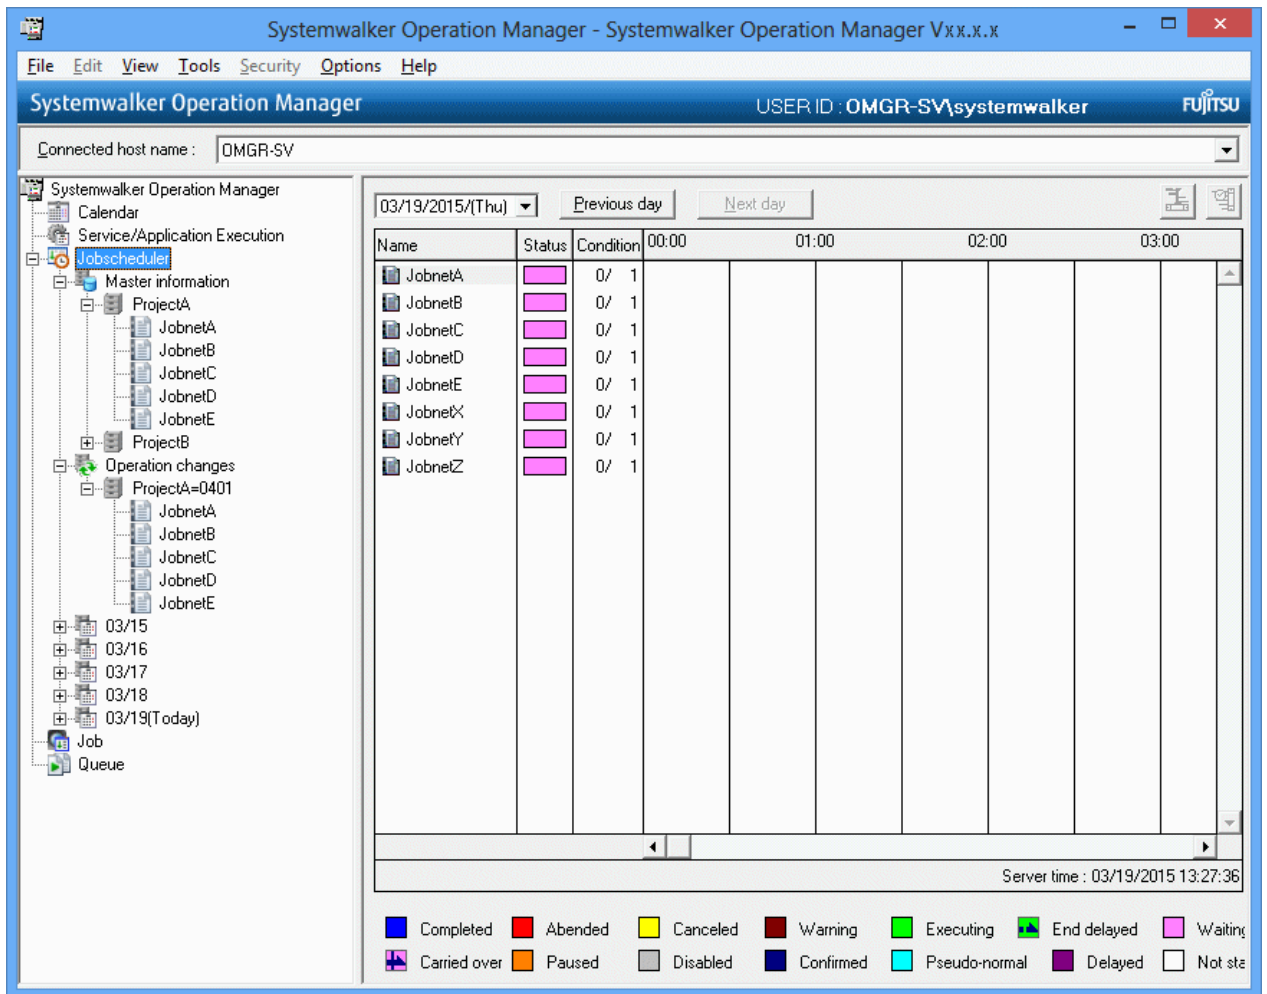 Systemwalker Operation Manager - Systemwalker Operation Manager Vxx.x.x
File Edit View Tools Security Options Help
Systemwalker Operation Manager USER ID : OMGR-SV\systemwalker FUJITSU
Connected host name : OMGR-SV
Systemwalker Operation Manager
Calendar
Service/Application Execution
Jobscheduler
Master information
ProjectA
JobnetA
JobnetB
JobnetC
JobnetD
JobnetE
ProjectB
Operation changes
ProjectA=0401
JobnetA
JobnetB
JobnetC
JobnetD
JobnetE
03/15
03/16
03/17
03/18
03/19(Today)
Job
Queue
03/19/2015/(Thu) Previous day Next day
Name Status Condition 00:00 01:00 02:00 03:00
JobnetA 0/ 1
JobnetB 0/ 1
JobnetC 0/ 1
JobnetD 0/ 1
JobnetE 0/ 1
JobnetX 0/ 1
JobnetY 0/ 1
JobnetZ 0/ 1
Server time : 03/19/2015 13:27:36
Completed Abended Canceled Warning Executing End delayed Waiting
Carried over Paused Disabled Confirmed Pseudo-normal Delayed Not sta